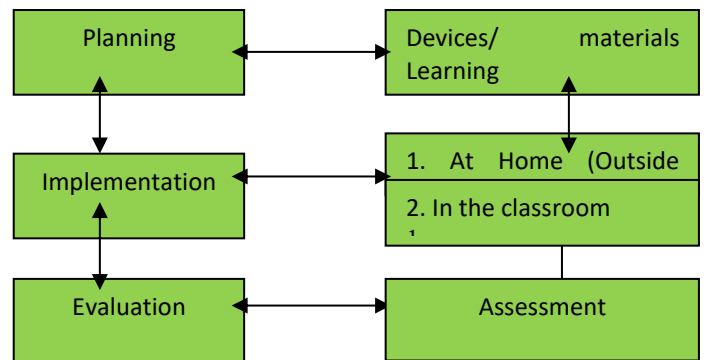 Planning
Devices/ materials
Learning
Implementation
1. At Home (Outside
2. In the classroom
Evaluation
Assessment